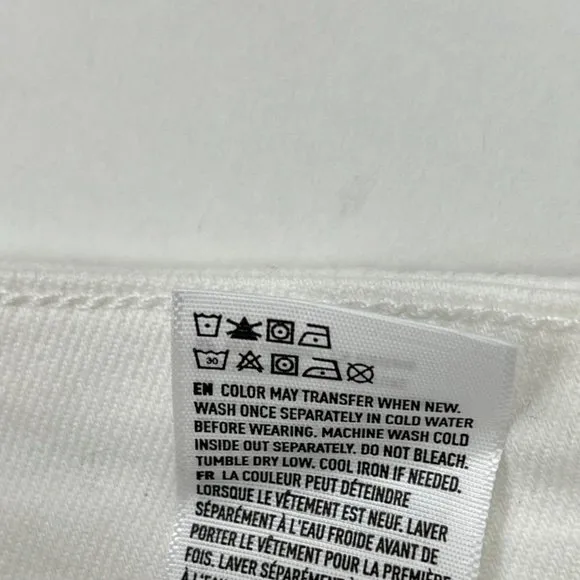 30
EN COLOR MAY TRANSFER WHEN NEW.
WASH ONCE SEPARATELY IN COLD WATER
BEFORE WEARING. MACHINE WASH COLD
INSIDE OUT SEPARATELY. DO NOT BLEACH.
TUMBLE DRY LOW. COOL IRON IF NEEDED.
FR LA COULEUR PEUT DÉTEINDRE
LORSQUE LE VÊTEMENT EST NEUF. LAVER
SÉPARÉMENT À L'EAU FROIDE AVANT DE
PORTER LE VÊTEMENT POUR LA PREMIÈRE
FOIS. LAVER SÉPARÉMENT